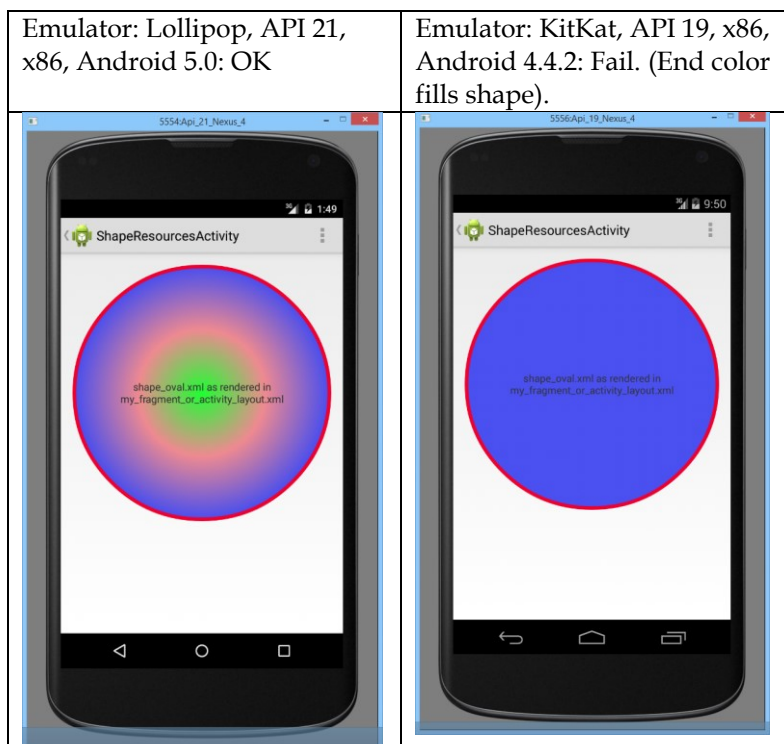 Emulator: Lollipop, API 21,
x86, Android 5.0: OK
Emulator: KitKat, API 19, x86,
Android 4.4.2: Fail. (End color
fills shape).
5554:Api_21_Nexus_4
3G 1:49
ShapeResourcesActivity
shape_oval.xml as rendered in
my_fragment_or_activity_layout.xml
5556:Api_19_Nexus_4
3G 9:50
ShapeResourcesActivity
shape_oval.xml as rendered in
my_fragment_or_activity_layout.xml